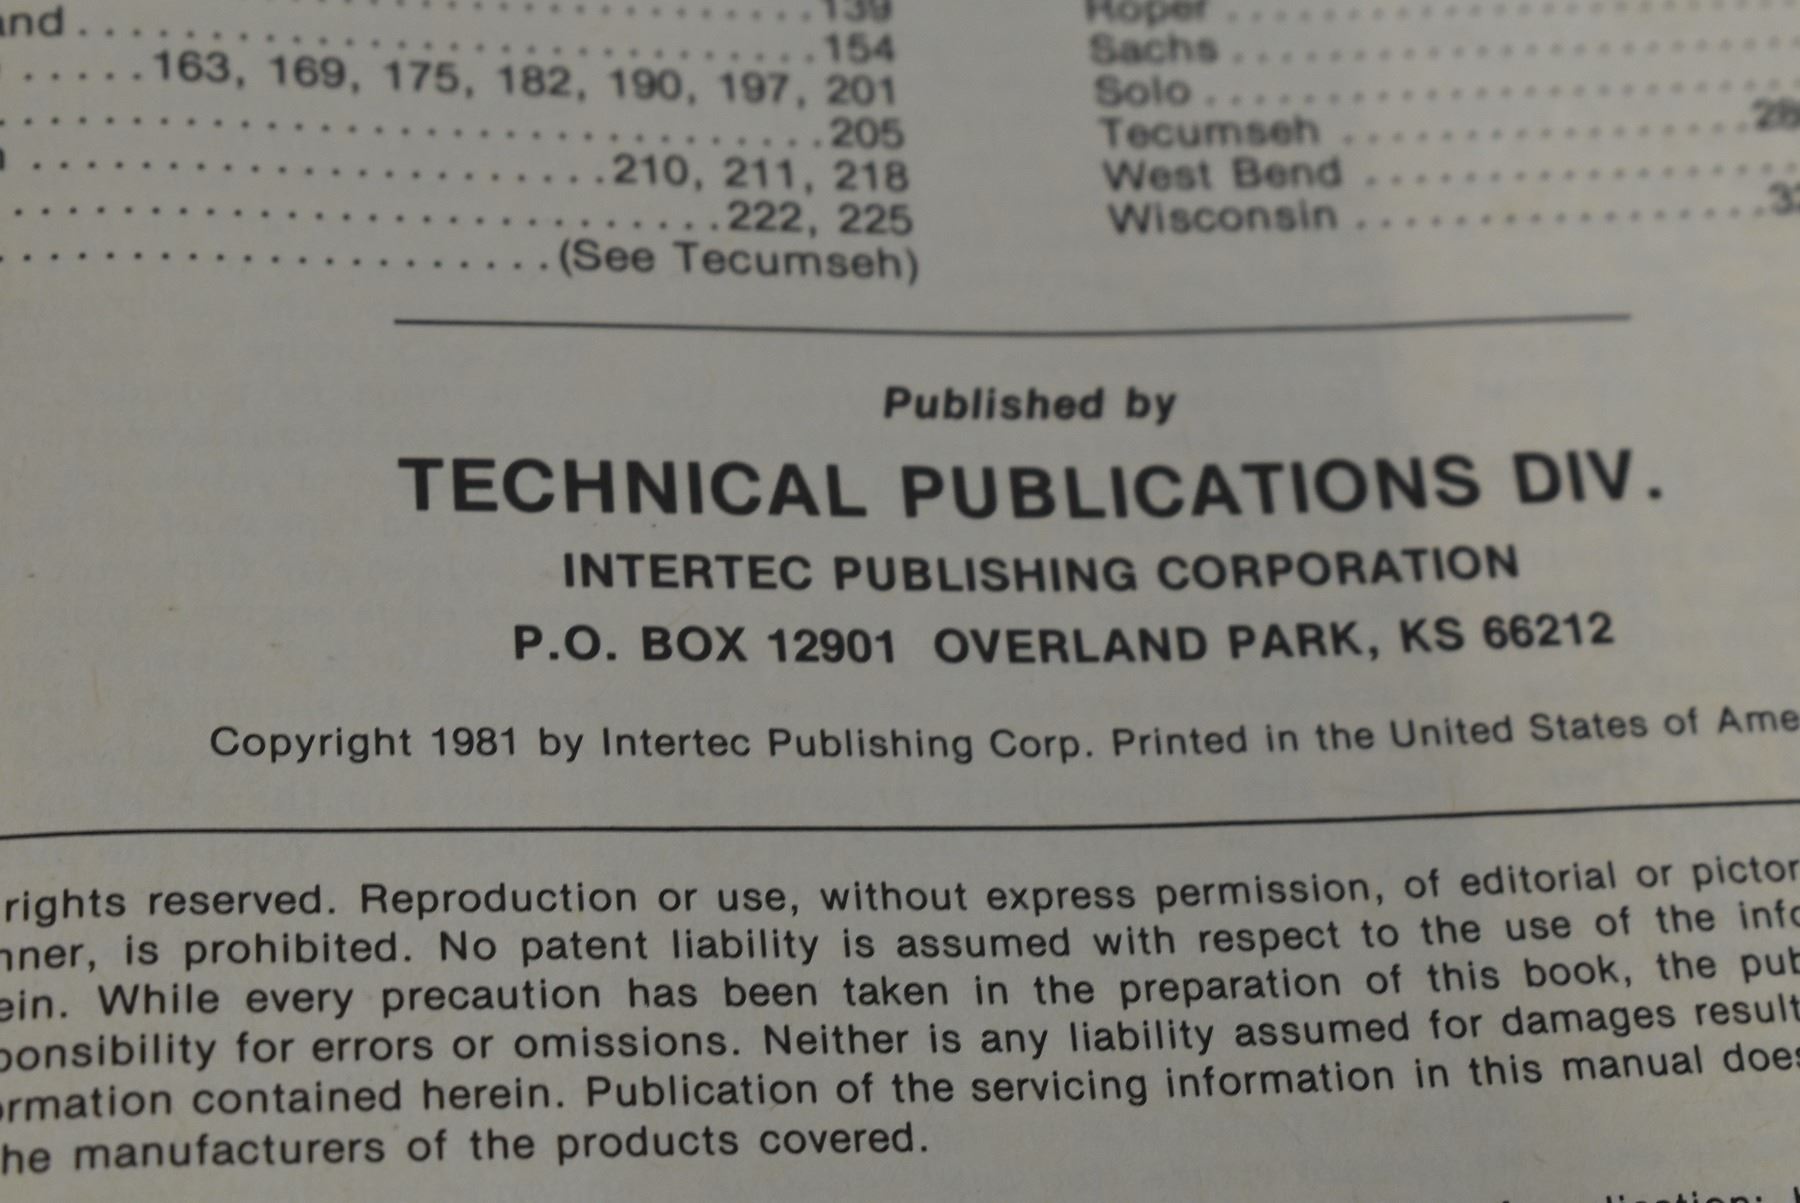 139
154
163, 169, 175, 182, 190, 197, 201
205
210, 211, 218
222, 225
(See Tecumseh)
Roper
Sachs
Solo
Tecumseh
West Bend
Wisconsin
Published by
TECHNICAL PUBLICATIONS DIV.
INTERTEC PUBLISHING CORPORATION
P.O. BOX 12901 OVERLAND PARK, KS 66212
Copyright 1981 by Intertec Publishing Corp. Printed in the United States of Ame
rights reserved. Reproduction or use, without express permission, of editorial or pictor
nner, is prohibited. No patent liability is assumed with respect to the use of the info
ein. While every precaution has been taken in the preparation of this book, the pub
ponsibility for errors or omissions. Neither is any liability assumed for damages result
ormation contained herein. Publication of the servicing information in this manual does
he manufacturers of the products covered.